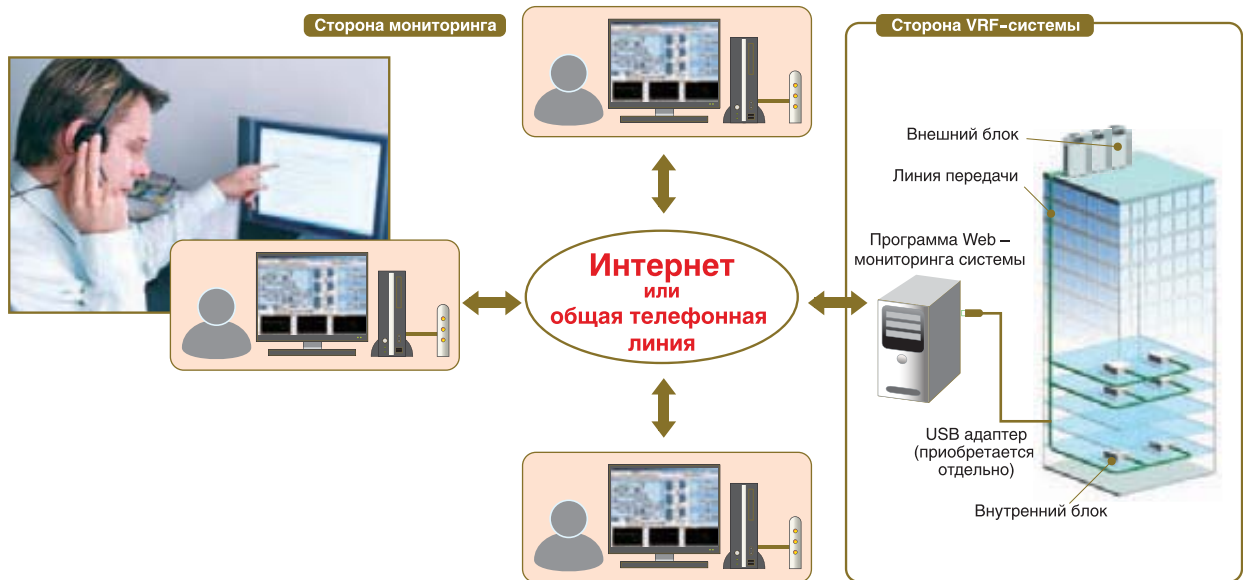 Сторона мониторинга
Сторона VRF-системы
Внешний блок
Линия передачи
Программа Web –
мониторинга системы
Интернет
или
общая телефонная
линия
USB адаптер
(приобретается
отдельно)
Внутренний блок